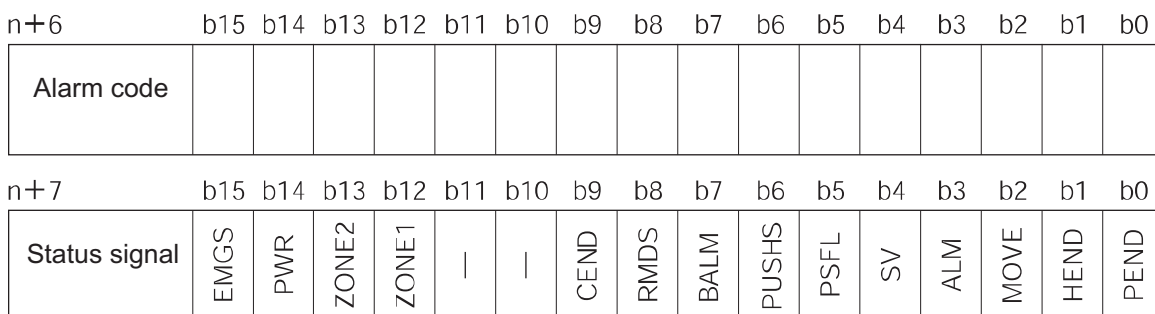 n+6 b15 b14 b13 b12 b11 b10 b9 b8 b7 b6 b5 b4 b3 b2 b1 b0
Alarm code
n+7 b15 b14 b13 b12 b11 b10 b9 b8 b7 b6 b5 b4 b3 b2 b1 b0
Status signal EMGS PWR ZONE2 ZONE1 — — CEND RMDS BALM PUSHS PSFL SV ALM MOVE HEND PEND